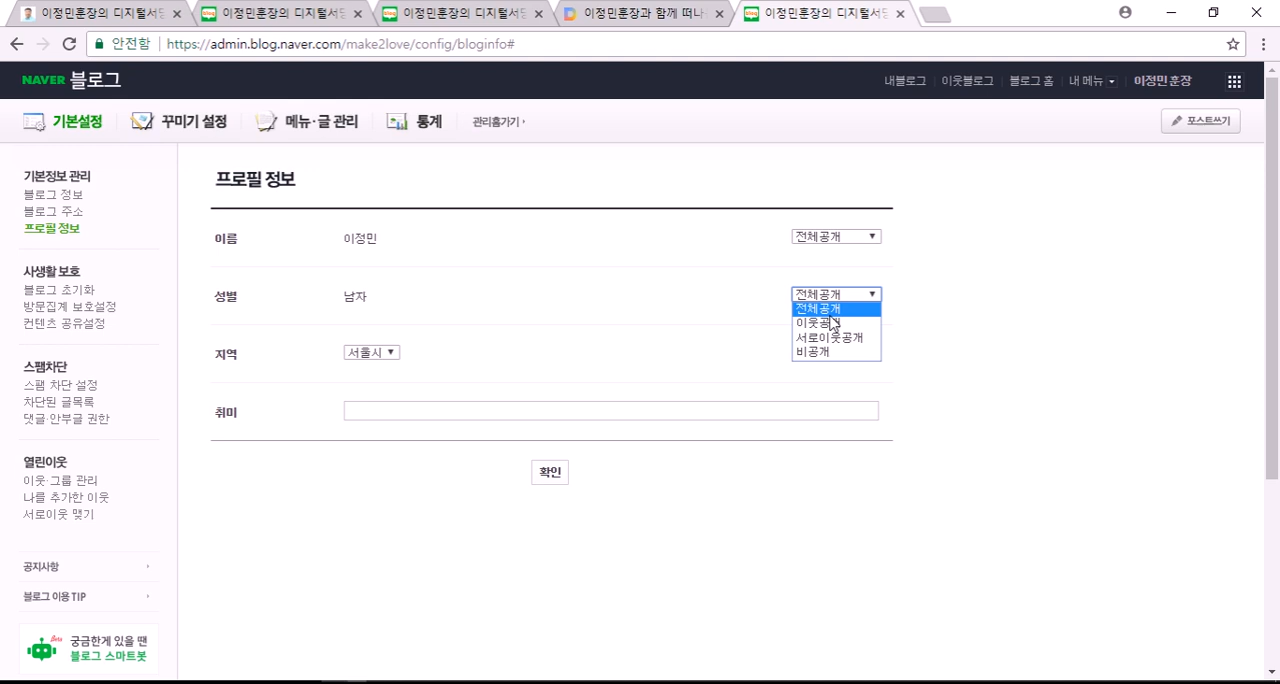 이정민훈장의 디지털서당
이정민훈장의 디지털서당
이정민훈장의 디지털서당
이정민훈장과 함께 떠나
이정민훈장의 디지털서당
안전함 https://admin.blog.naver.com/make2love/config/bloginfo#
NAVER 블로그 내블로그 이웃블로그 블로그 홈 내 메뉴 이정민훈장
기본설정 꾸미기 설정 메뉴·글 관리 통계 관리홈가기 포스트쓰기
기본정보 관리
블로그 정보
블로그 주소
프로필 정보
사생활 보호
블로그 초기화
방문집계 보호설정
컨텐츠 공유설정
스팸차단
스팸 차단 설정
차단된 글목록
댓글·안부글 권한
열린이웃
이웃·그룹 관리
나를 추가한 이웃
서로이웃 맺기
공지사항
블로그 이용 TIP
Beta
궁금한게 있을 땐
블로그 스마트봇
프로필 정보
이름 이정민 전체공개
성별 남자 전체공개
전체공개
이웃공개
서로이웃공개
비공개
지역 서울시
취미
확인